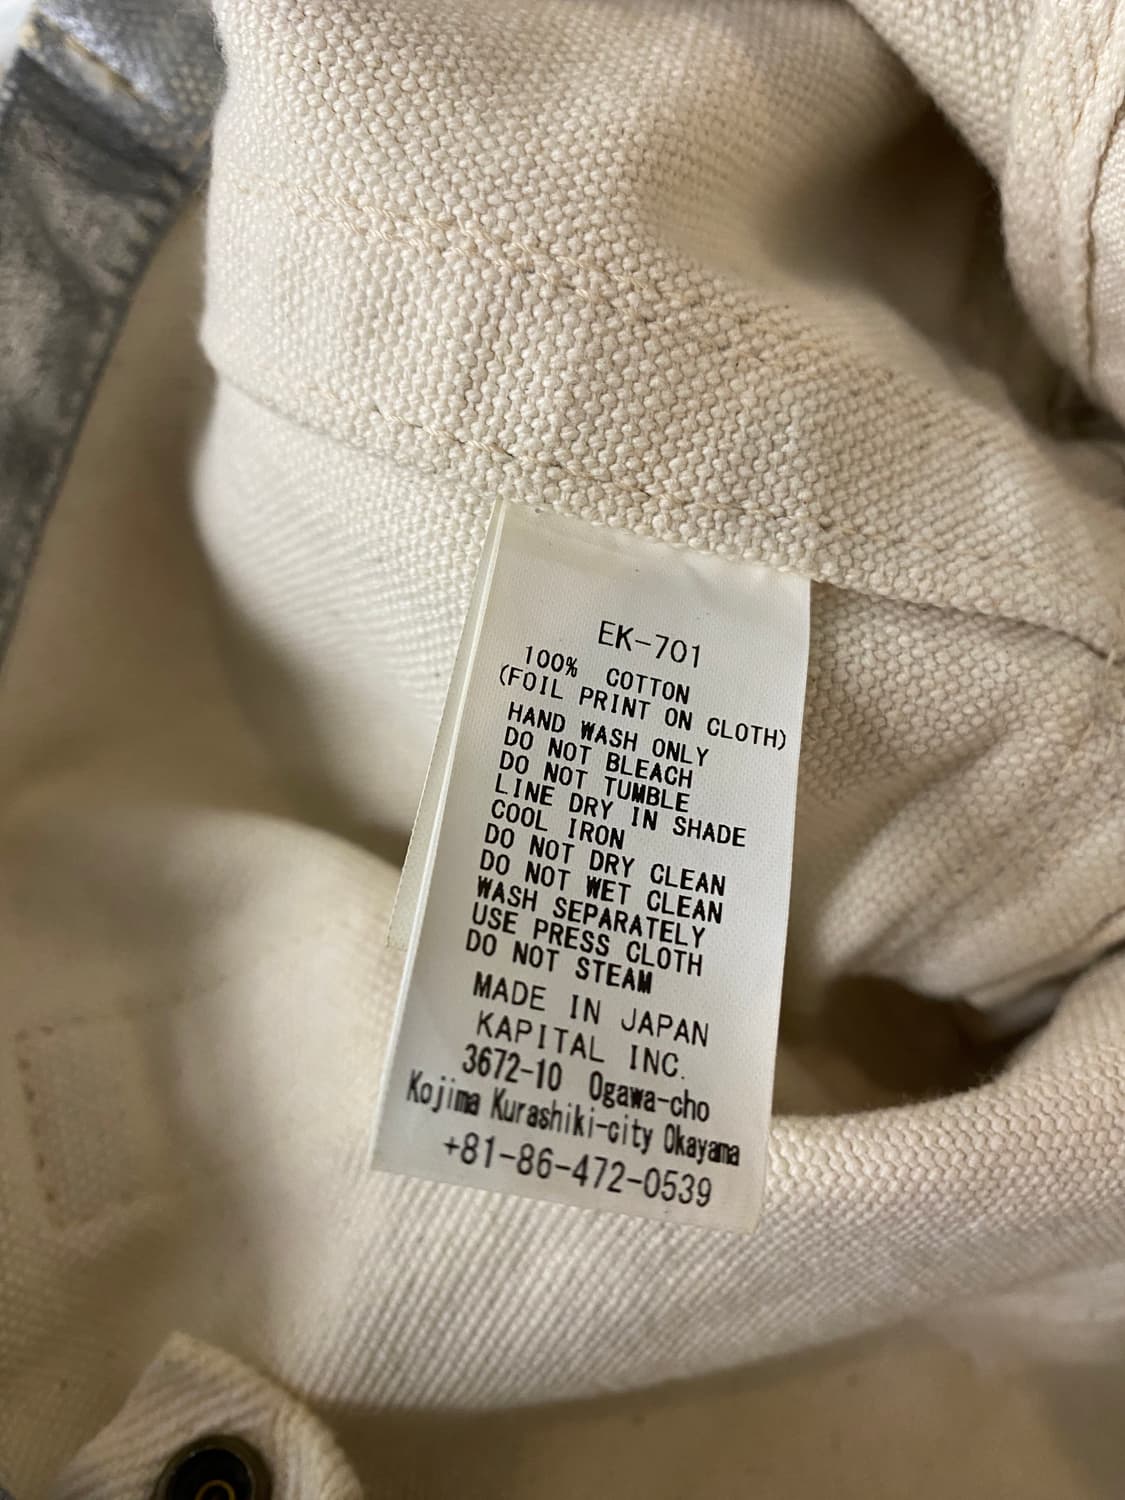 EK-701
100% COTTON
(FOIL PRINT ON CLOTH)
HAND WASH ONLY
DO NOT BLEACH
DO NOT TUMBLE
LINE DRY IN SHADE
COOL IRON
DO NOT DRY CLEAN
DO NOT WET CLEAN
WASH SEPARATELY
USE PRESS CLOTH
DO NOT STEAM
MADE IN JAPAN
KAPITAL INC.
3672-10 Ogawa-cho
Kojima Kurashiki-city Okayama
+81-86-472-0539